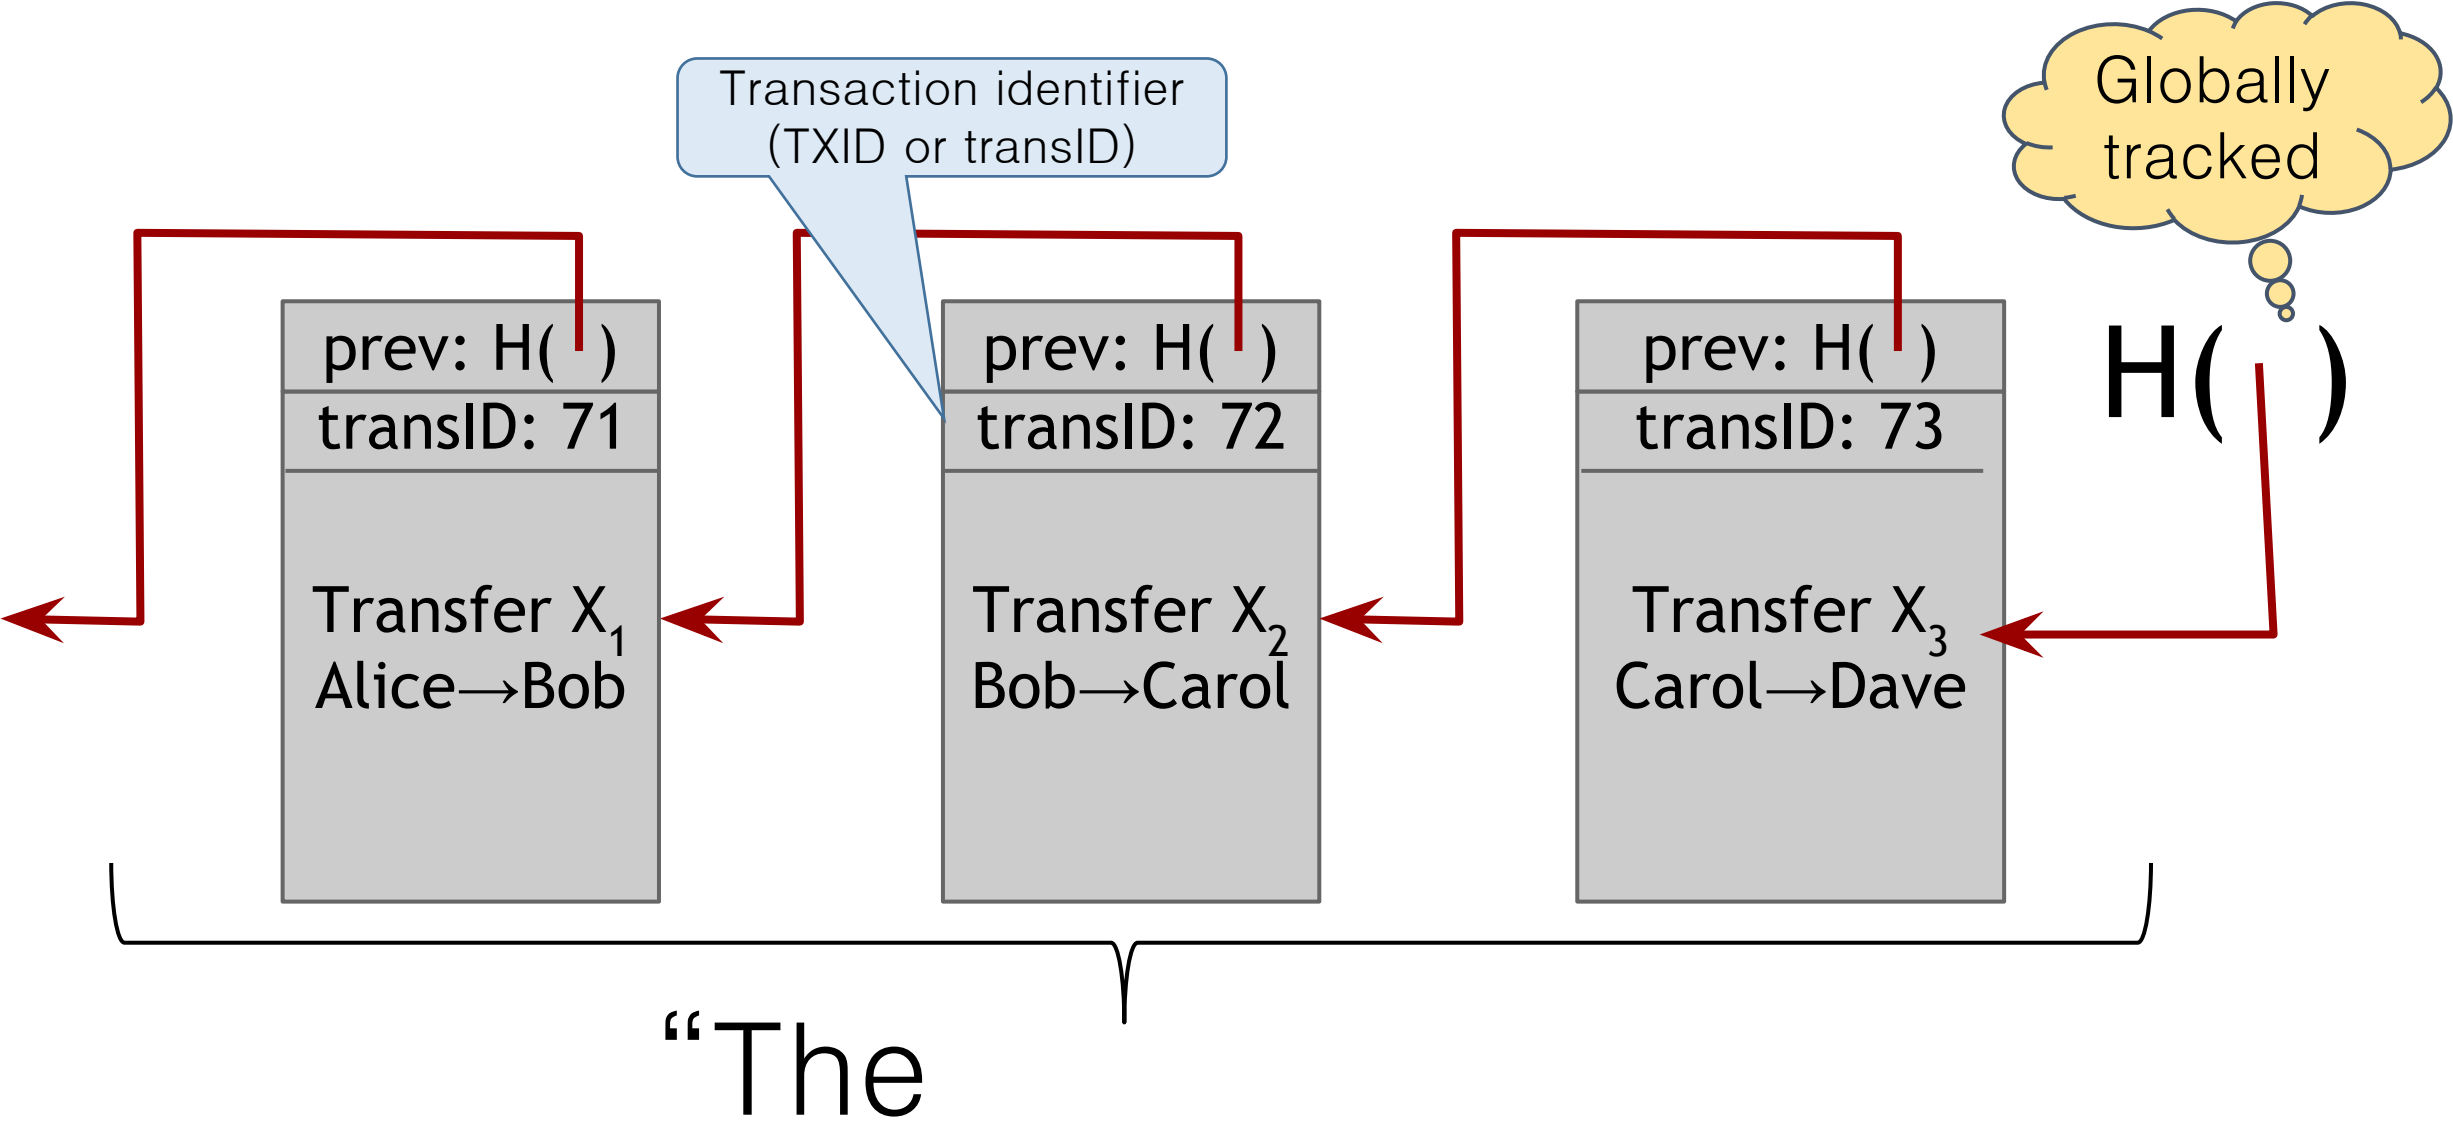 Transaction identifier
(TXID or transID)
Globally
tracked
prev: H( )
transID: 71
Transfer X₁
Alice→Bob
prev: H( )
transID: 72
Transfer X₂
Bob→Carol
prev: H( )
transID: 73
Transfer X₃
Carol→Dave
H( )
“The